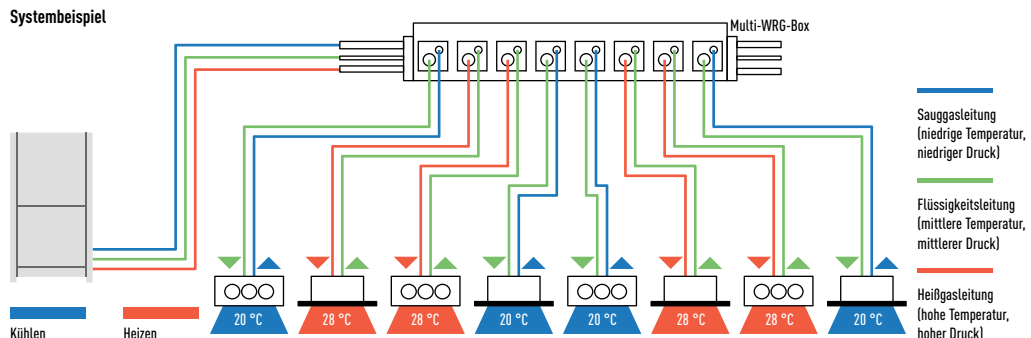 Systembeispiel
Multi-WRG-Box
Sauggasleitung
(niedrige Temperatur,
niedriger Druck)
Flüssigkeitsleitung
(mittlere Temperatur,
mittlerer Druck)
Heißgasleitung
(hohe Temperatur,
hoher Druck)
20 °C
28 °C
28 °C
20 °C
20 °C
28 °C
28 °C
20 °C
Kühlen
Heizen